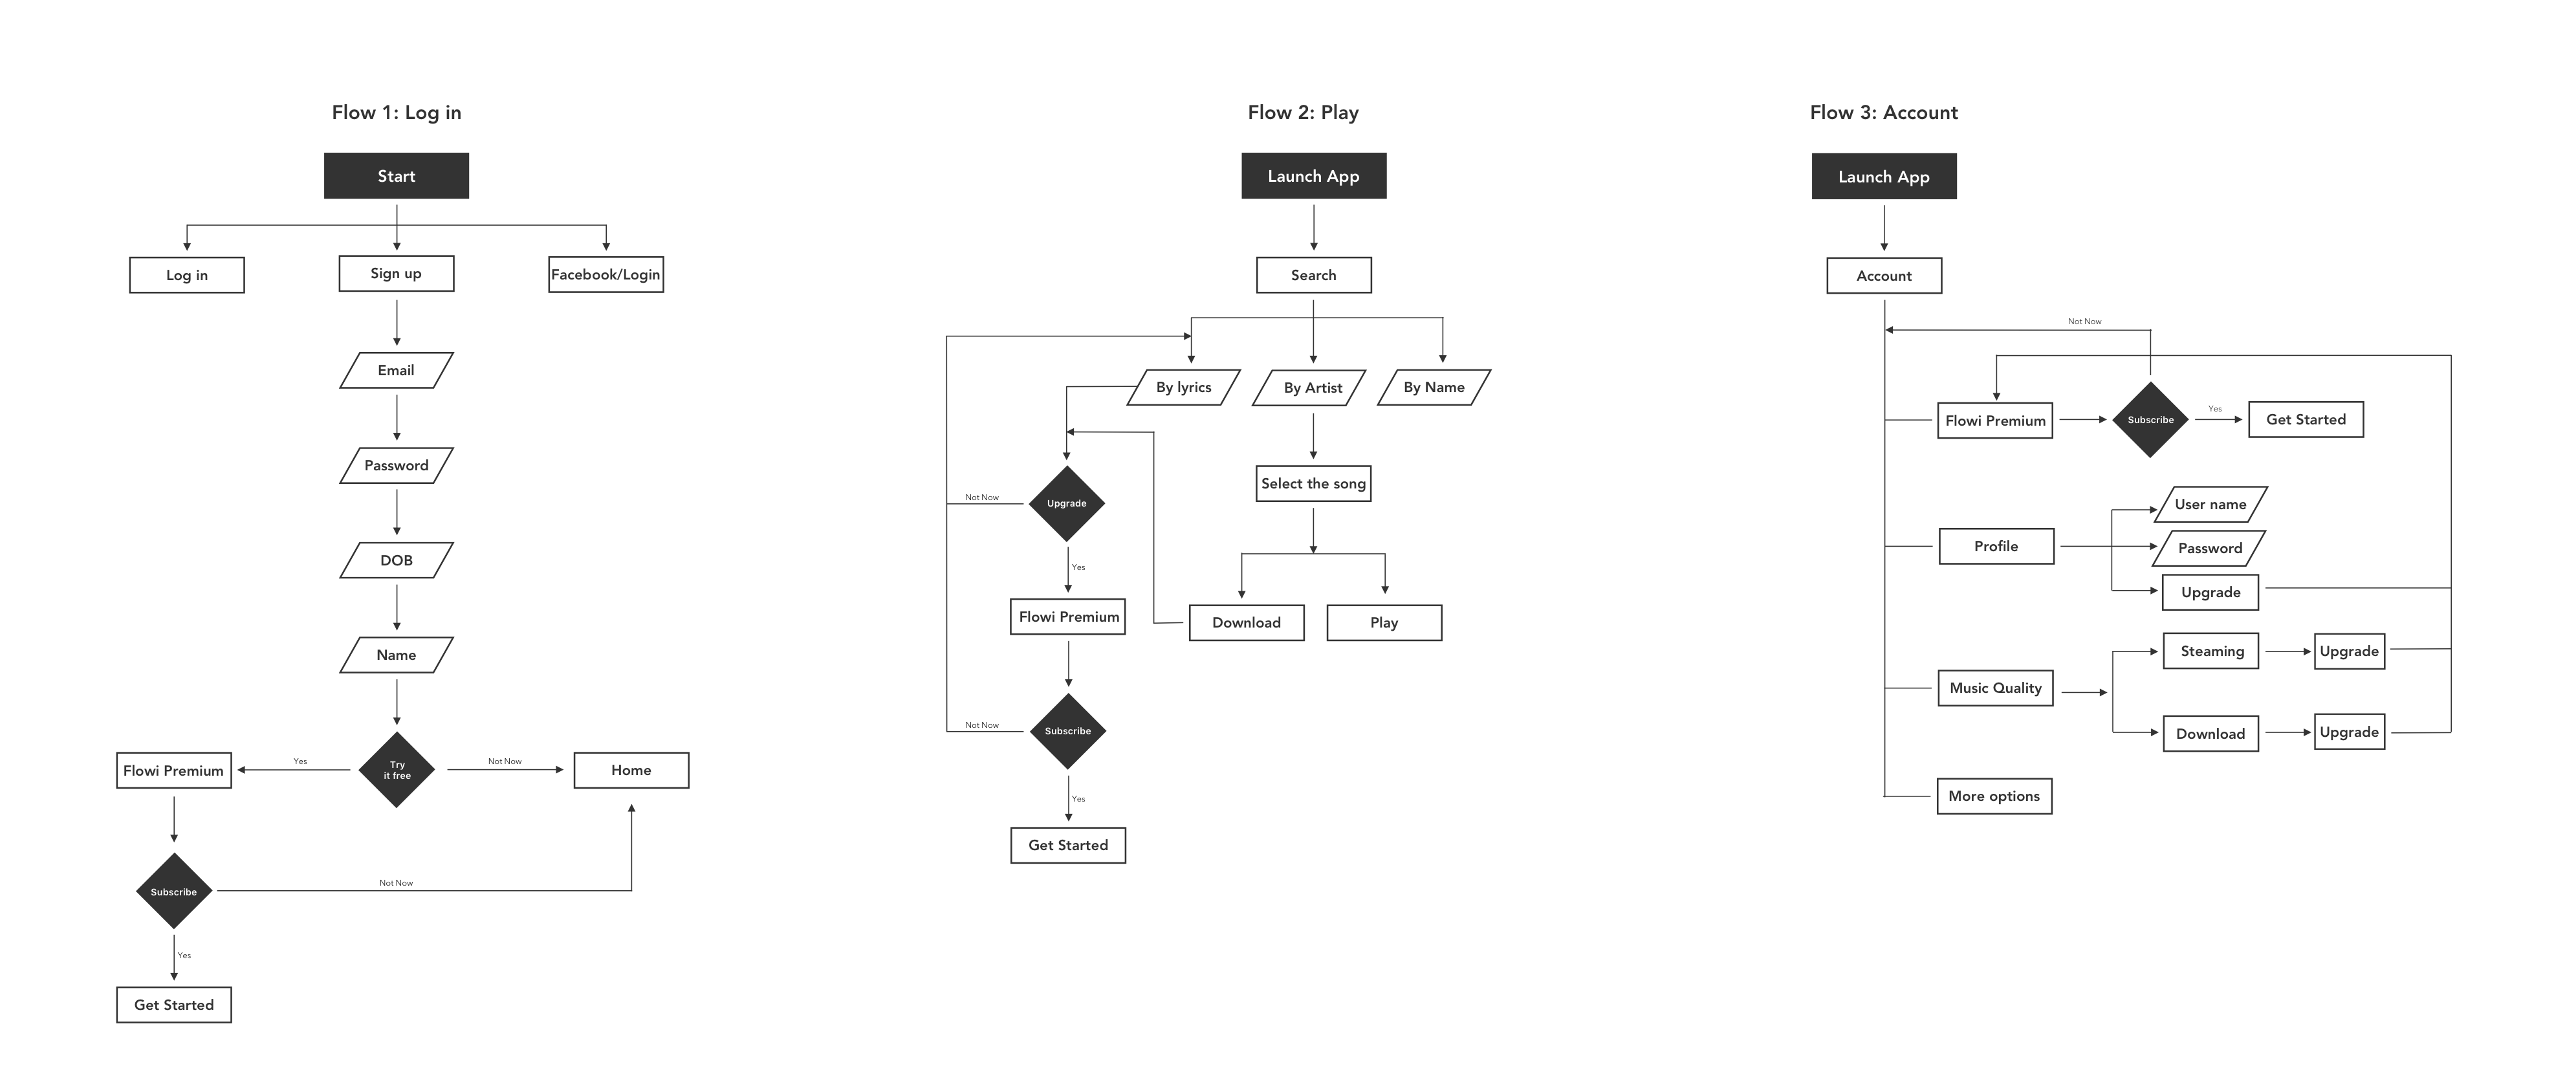 Flow 1: Log in
Start
Log in
Sign up
Facebook/Login
Email
Password
DOB
Name
Flowi Premium
Yes
Try
it free
Not Now
Home
Subscribe
Not Now
Yes
Get Started
Flow 2: Play
Launch App
Search
By lyrics
By Artist
By Name
Not Now
Upgrade
Select the song
Yes
Flowi Premium
Download
Play
Not Now
Subscribe
Yes
Get Started
Flow 3: Account
Launch App
Account
Not Now
Flowi Premium
Subscribe
Yes
Get Started
User name
Profile
Password
Upgrade
Steaming
Upgrade
Music Quality
Download
Upgrade
More options